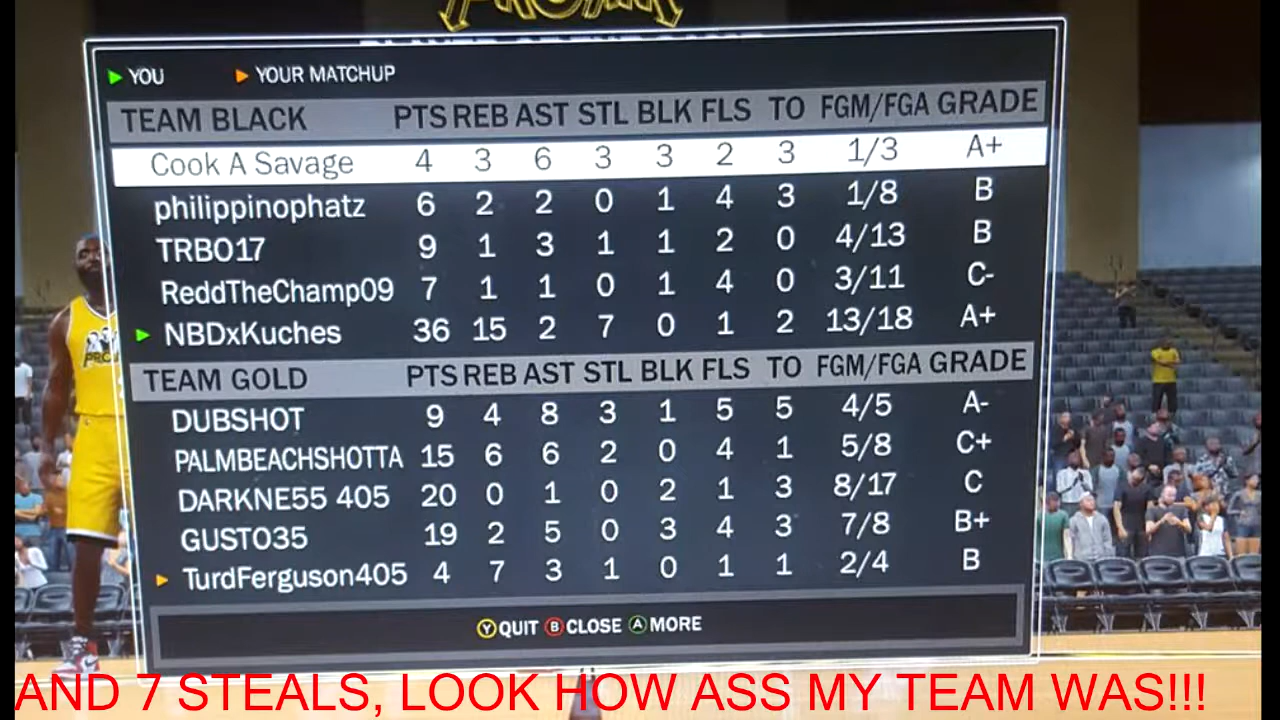 YOU YOUR MATCHUP
TEAM BLACK PTS REB AST STL BLK FLS TO FGM/FGA GRADE
Cook A Savage 4 3 6 3 3 2 3 1/3 A+
philippinophatz 6 2 2 0 1 4 3 1/8 B
TRBO17 9 1 3 1 1 2 0 4/13 B
ReddTheChamp09 7 1 1 0 1 4 0 3/11 C-
NBDxKuches 36 15 2 7 0 1 2 13/18 A+
TEAM GOLD PTS REB AST STL BLK FLS TO FGM/FGA GRADE
DUBSHOT 9 4 8 3 1 5 5 4/5 A-
PALMBEACHSHOTTA 15 6 6 2 0 4 1 5/8 C+
DARKNE55 405 20 0 1 0 2 1 3 8/17 C
GUSTO35 19 2 5 0 3 4 3 7/8 B+
TurdFerguson405 4 7 3 1 0 1 1 2/4 B
Y QUIT B CLOSE A MORE
AND 7 STEALS, LOOK HOW ASS MY TEAM WAS!!!